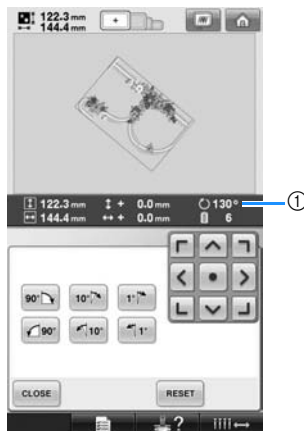 122.3 mm
144.4 mm
122.3 mm + 0.0 mm 130°
144.4 mm + 0.0 mm 6
①
90° 10° 1°
90° 10° 1°
CLOSE RESET
?